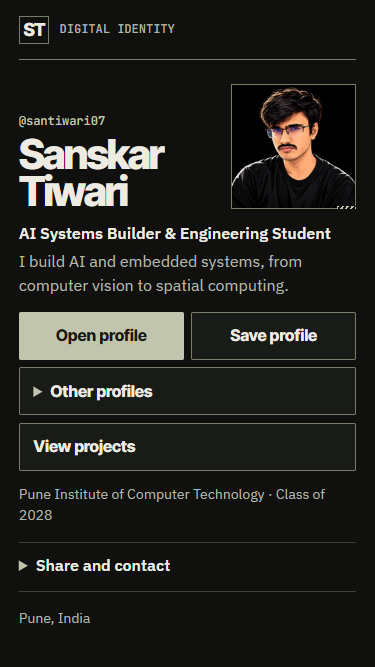 ST DIGITAL IDENTITY
@santiwari07
Sanskar
Tiwari
AI Systems Builder & Engineering Student
I build AI and embedded systems, from
computer vision to spatial computing.
Open profile
Save profile
Other profiles
View projects
Pune Institute of Computer Technology · Class of
2028
Share and contact
Pune, India